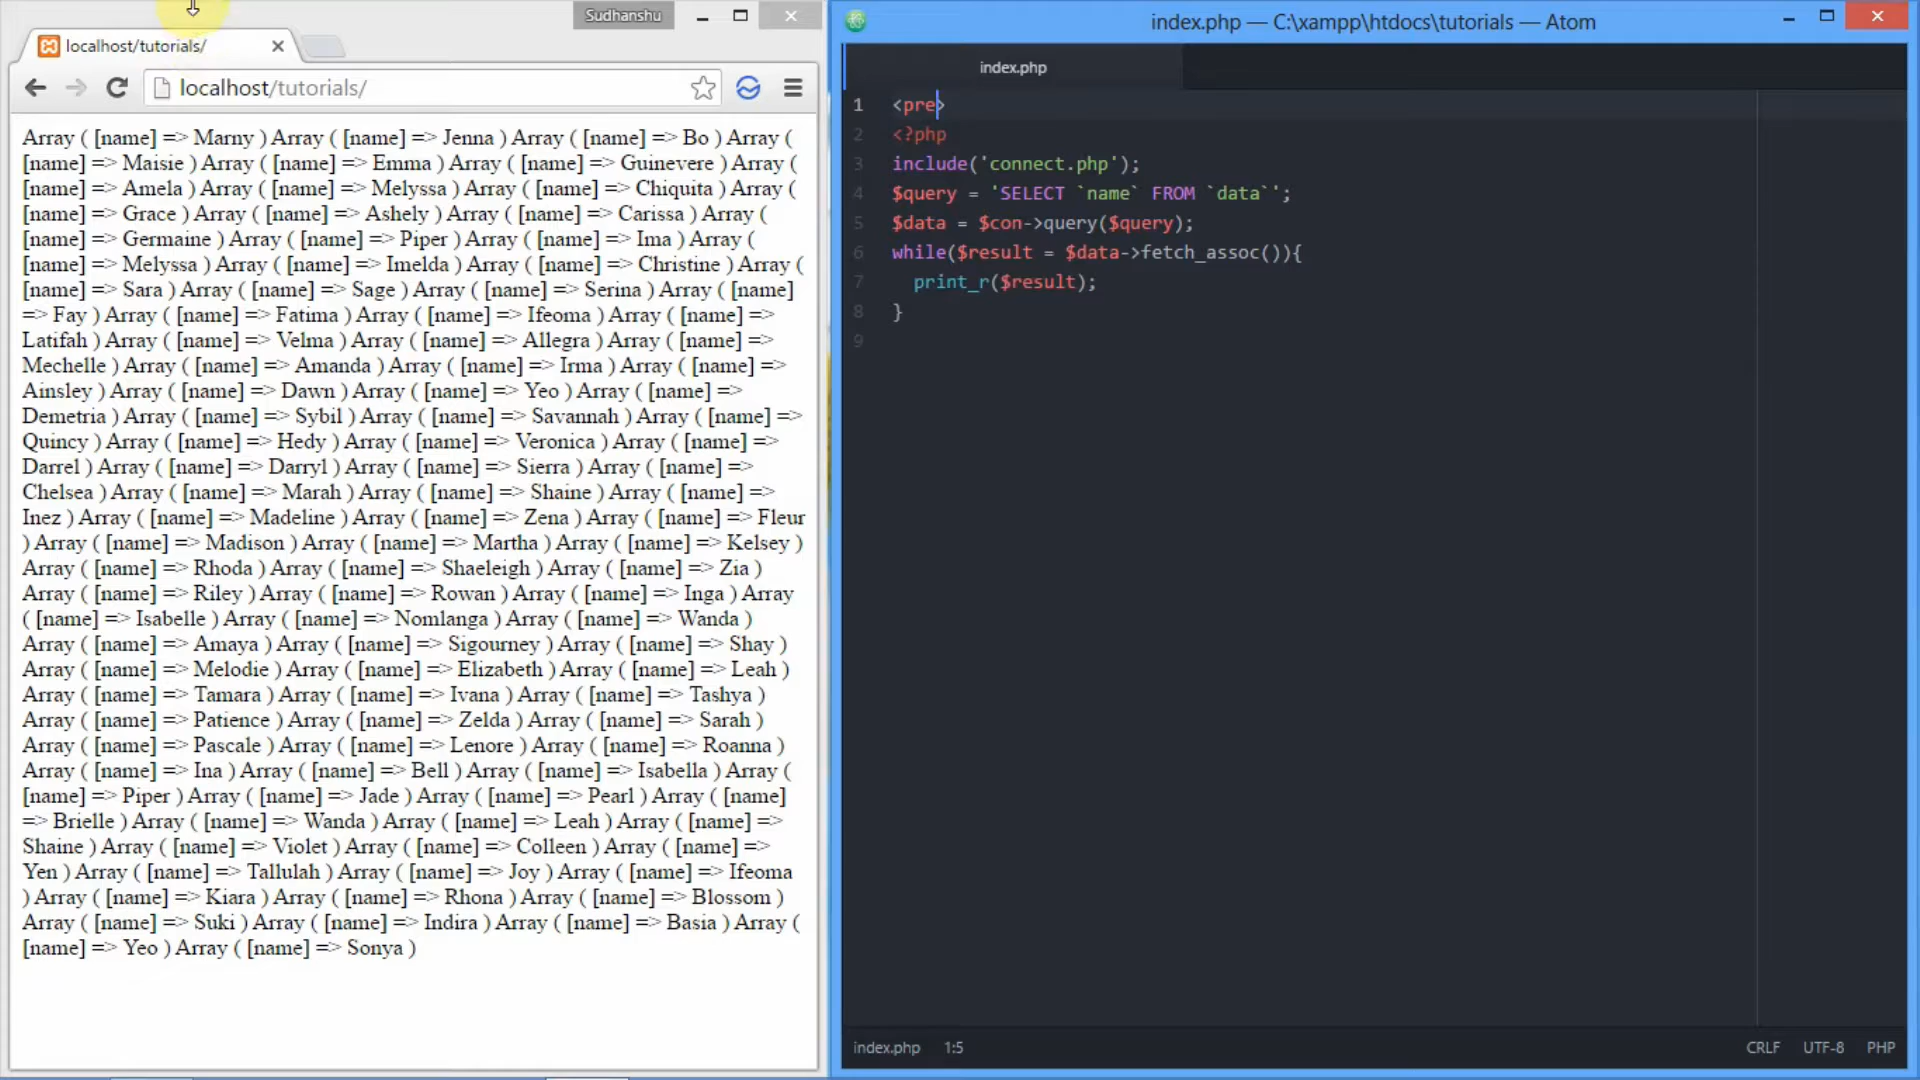 Sudhanshu
localhost/tutorials/
localhost/tutorials/
Array ( [name] => Marny ) Array ( [name] => Jenna ) Array ( [name] => Bo ) Array (
[name] => Maisie ) Array ( [name] => Emma ) Array ( [name] => Guinevere ) Array (
[name] => Amela ) Array ( [name] => Melyssa ) Array ( [name] => Chiquita ) Array (
[name] => Grace ) Array ( [name] => Ashely ) Array ( [name] => Carissa ) Array (
[name] => Germaine ) Array ( [name] => Piper ) Array ( [name] => Ima ) Array (
[name] => Melyssa ) Array ( [name] => Imelda ) Array ( [name] => Christine ) Array (
[name] => Sara ) Array ( [name] => Sage ) Array ( [name] => Serina ) Array ( [name]
=> Fay ) Array ( [name] => Fatima ) Array ( [name] => Ifeoma ) Array ( [name] =>
Latifah ) Array ( [name] => Velma ) Array ( [name] => Allegra ) Array ( [name] =>
Mechelle ) Array ( [name] => Amanda ) Array ( [name] => Irma ) Array ( [name] =>
Ainsley ) Array ( [name] => Dawn ) Array ( [name] => Yeo ) Array ( [name] =>
Demetria ) Array ( [name] => Sybil ) Array ( [name] => Savannah ) Array ( [name] =>
Quincy ) Array ( [name] => Hedy ) Array ( [name] => Veronica ) Array ( [name] =>
Darrel ) Array ( [name] => Darryl ) Array ( [name] => Sierra ) Array ( [name] =>
Chelsea ) Array ( [name] => Marah ) Array ( [name] => Shaine ) Array ( [name] =>
Inez ) Array ( [name] => Madeline ) Array ( [name] => Zena ) Array ( [name] => Fleur
) Array ( [name] => Madison ) Array ( [name] => Martha ) Array ( [name] => Kelsey )
Array ( [name] => Rhoda ) Array ( [name] => Shaeleigh ) Array ( [name] => Zia )
Array ( [name] => Riley ) Array ( [name] => Rowan ) Array ( [name] => Inga ) Array
( [name] => Isabelle ) Array ( [name] => Nomlanga ) Array ( [name] => Wanda )
Array ( [name] => Amaya ) Array ( [name] => Sigourney ) Array ( [name] => Shay )
Array ( [name] => Melodie ) Array ( [name] => Elizabeth ) Array ( [name] => Leah )
Array ( [name] => Tamara ) Array ( [name] => Ivana ) Array ( [name] => Tashya )
Array ( [name] => Patience ) Array ( [name] => Zelda ) Array ( [name] => Sarah )
Array ( [name] => Pascale ) Array ( [name] => Lenore ) Array ( [name] => Roanna )
Array ( [name] => Ina ) Array ( [name] => Bell ) Array ( [name] => Isabella ) Array (
[name] => Piper ) Array ( [name] => Jade ) Array ( [name] => Pearl ) Array ( [name]
=> Brielle ) Array ( [name] => Wanda ) Array ( [name] => Leah ) Array ( [name] =>
Shaine ) Array ( [name] => Violet ) Array ( [name] => Colleen ) Array ( [name] =>
Yen ) Array ( [name] => Tallulah ) Array ( [name] => Joy ) Array ( [name] => Ifeoma
) Array ( [name] => Kiara ) Array ( [name] => Rhona ) Array ( [name] => Blossom )
Array ( [name] => Suki ) Array ( [name] => Indira ) Array ( [name] => Basia ) Array (
[name] => Yeo ) Array ( [name] => Sonya )
index.php — C:\xampp\htdocs\tutorials — Atom
index.php
1 <pre>
2 <?php
3 include('connect.php');
4 $query = 'SELECT `name` FROM `data`';
5 $data = $con->query($query);
6 while($result = $data->fetch_assoc()){
7 print_r($result);
8 }
9
index.php 1:5 CRLF UTF-8 PHP